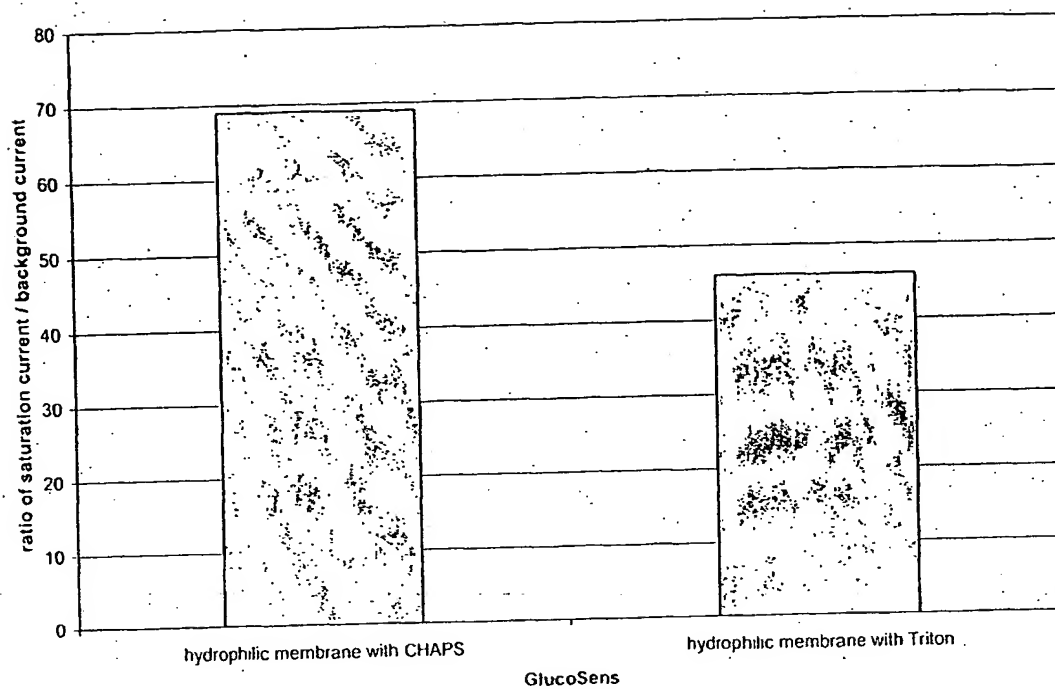 80
70
60
50
40
30
20
10
0
ratio of saturation current / background current
hydrophilic membrane with CHAPS
hydrophilic membrane with Triton
GlucoSens